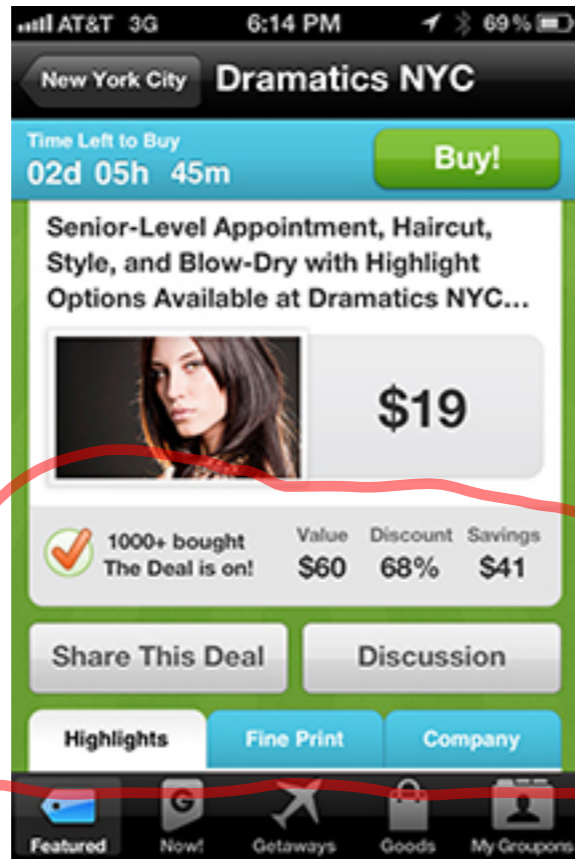 AT&T 3G 6:14 PM 69%
New York City Dramatics NYC
Time Left to Buy
02d 05h 45m
Buy!
Senior-Level Appointment, Haircut,
Style, and Blow-Dry with Highlight
Options Available at Dramatics NYC...
$19
1000+ bought
The Deal is on!
Value Discount Savings
$60 68% $41
Share This Deal Discussion
Highlights Fine Print Company
G
Featured Now! Getaways Goods My Groupons